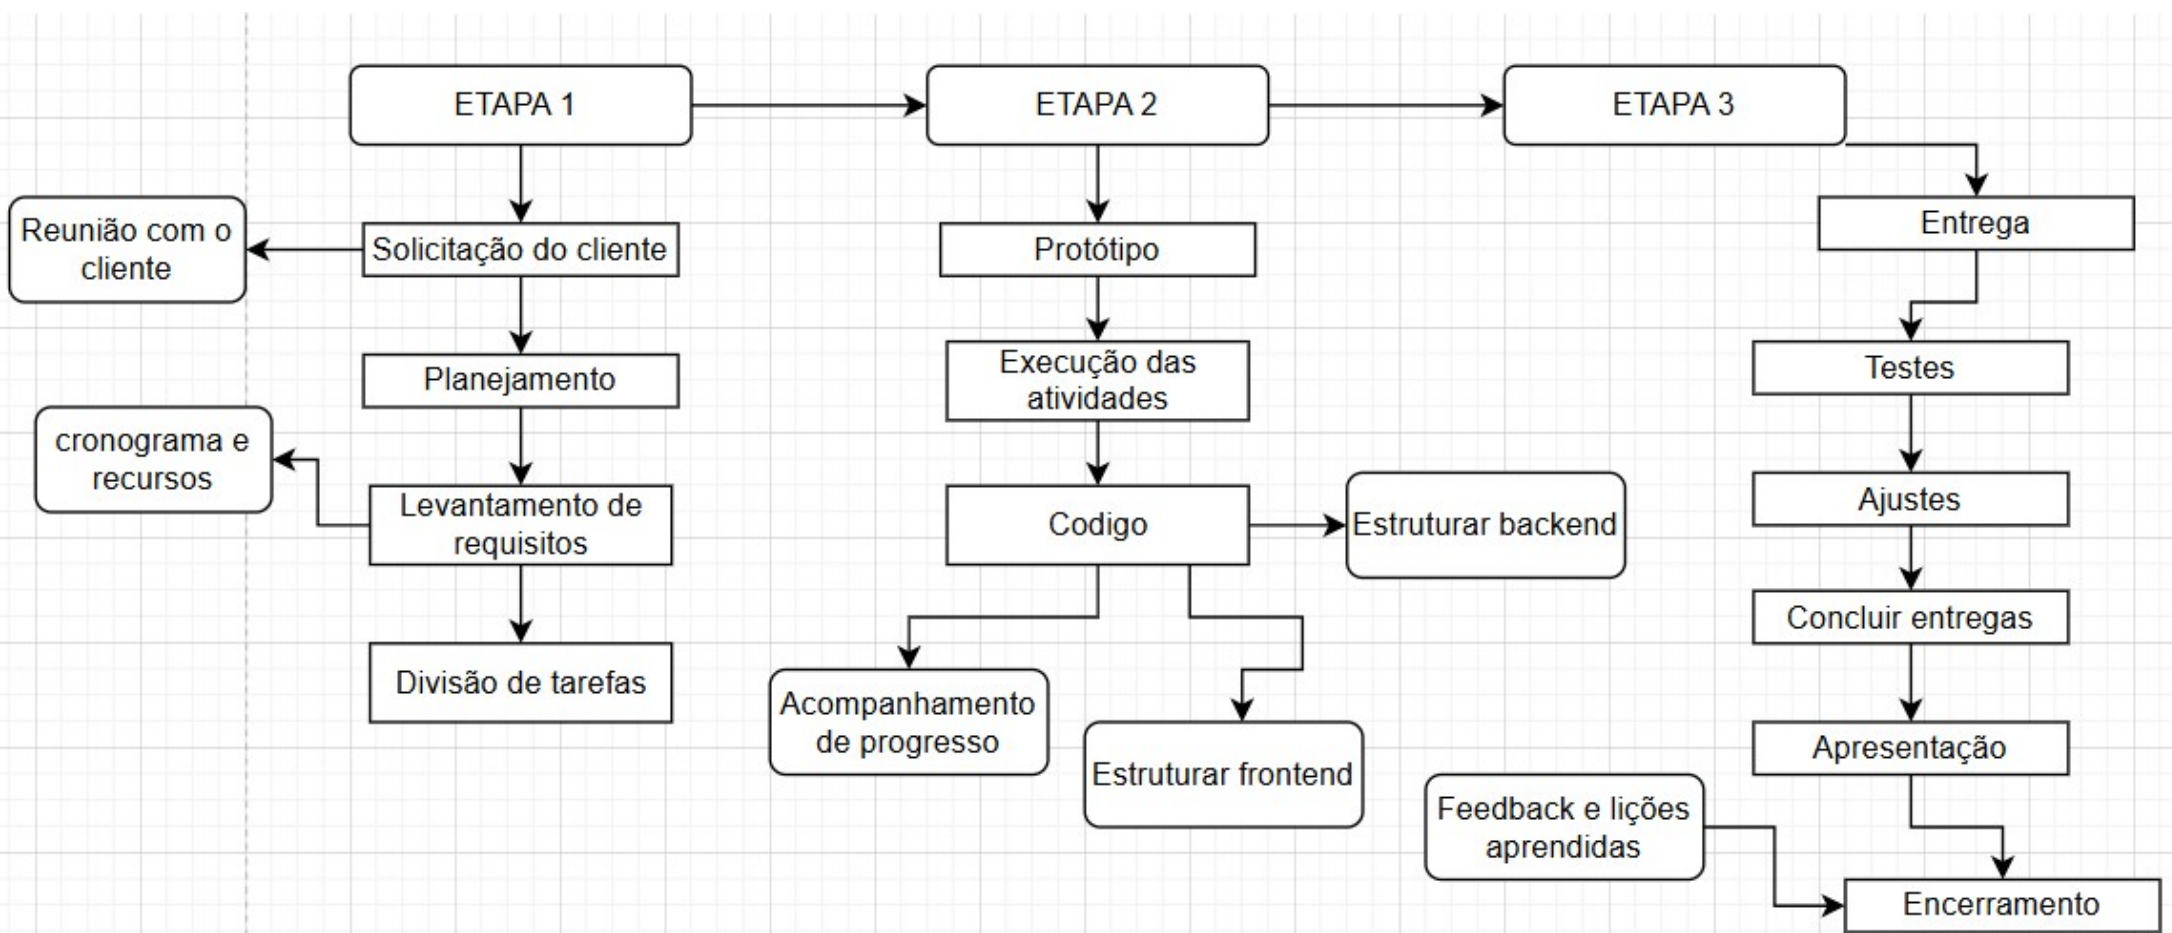 ETAPA 1
ETAPA 2
ETAPA 3
Reunião com o
cliente
Solicitação do cliente
Planejamento
cronograma e
recursos
Levantamento de
requisitos
Divisão de tarefas
Protótipo
Execução das
atividades
Codigo
Estruturar backend
Acompanhamento
de progresso
Estruturar frontend
Entrega
Testes
Ajustes
Concluir entregas
Apresentação
Feedback e lições
aprendidas
Encerramento